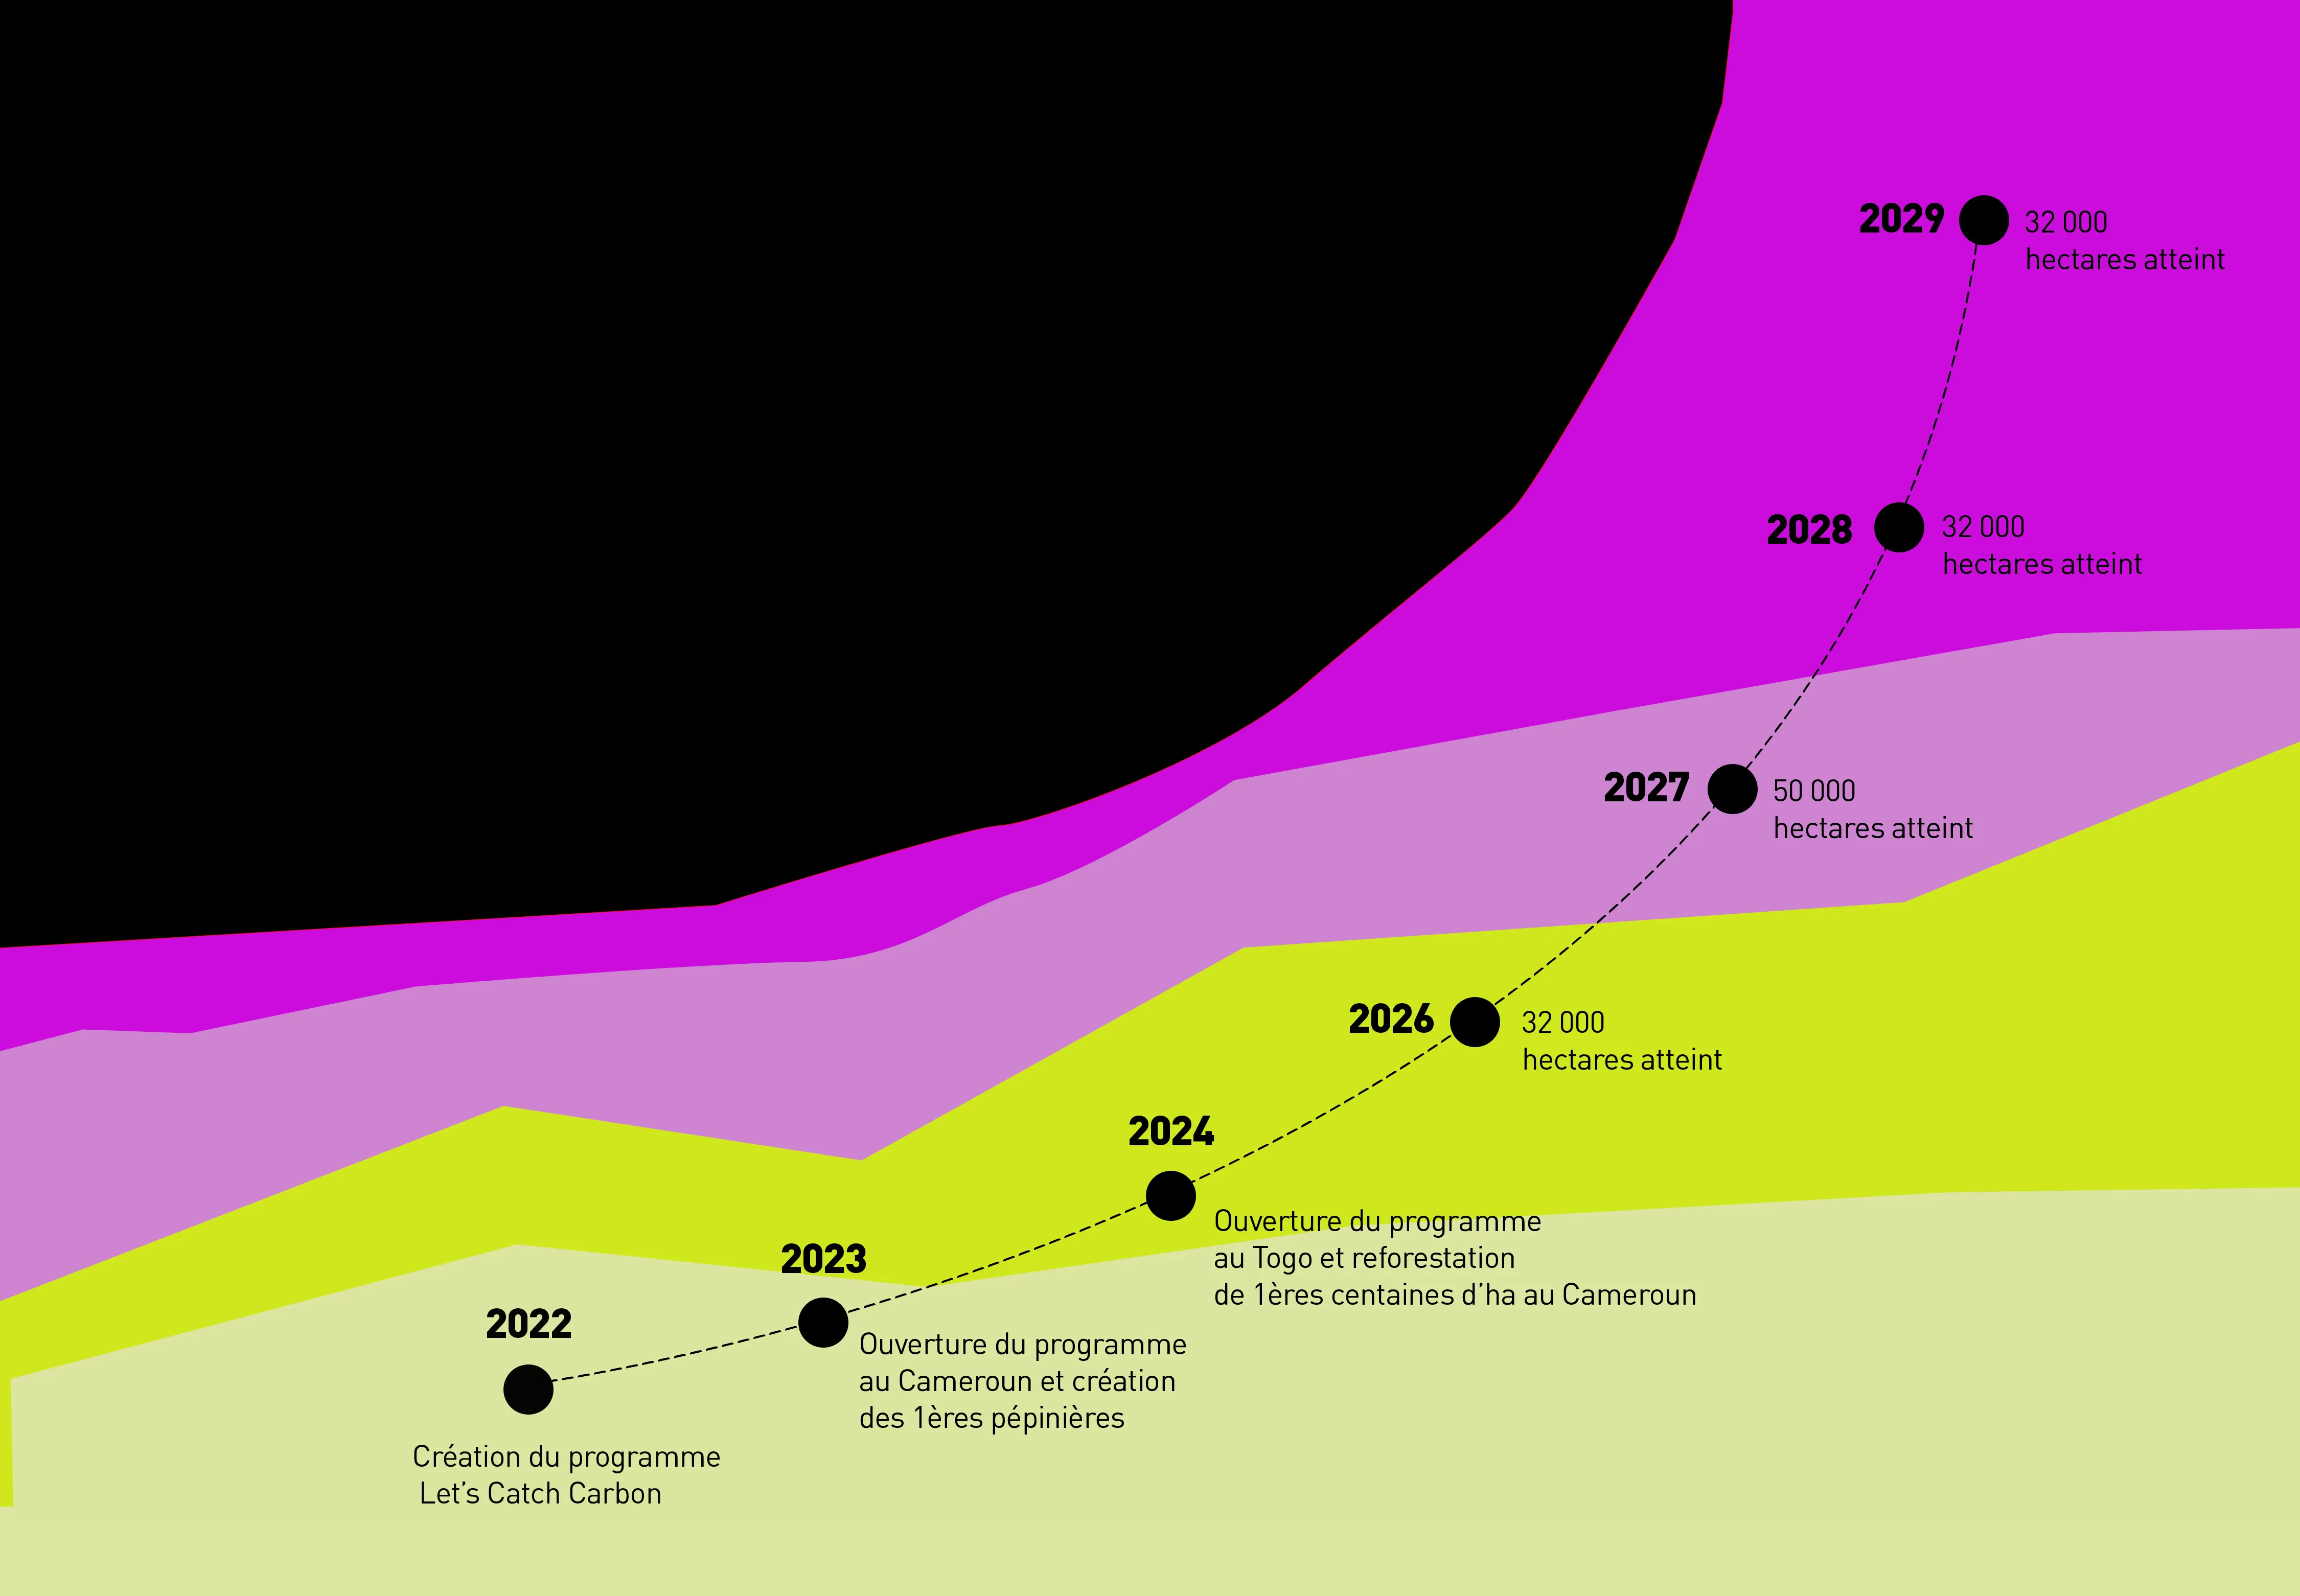 2029
32 000
hectares atteint
2028
32 000
hectares atteint
2027
50 000
hectares atteint
2026
32 000
hectares atteint
2024
Ouverture du programme
au Togo et reforestation
de 1ères centaines d’ha au Cameroun
2023
Ouverture du programme
au Cameroun et création
des 1ères pépinières
2022
Création du programme
Let’s Catch Carbon